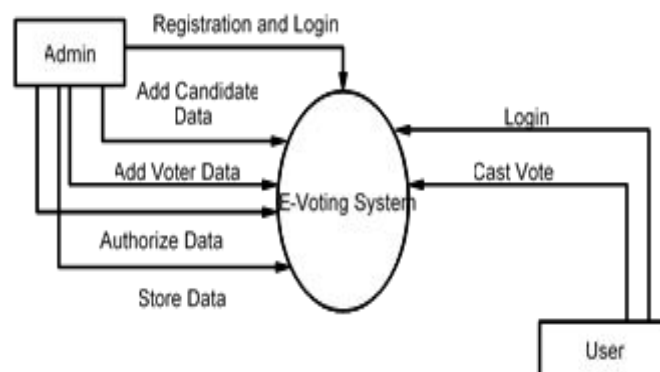 Registration and Login
Admin
Add Candidate
Data
Login
Add Voter Data
Cast Vote
E-Voting System
Authorize Data
Store Data
User